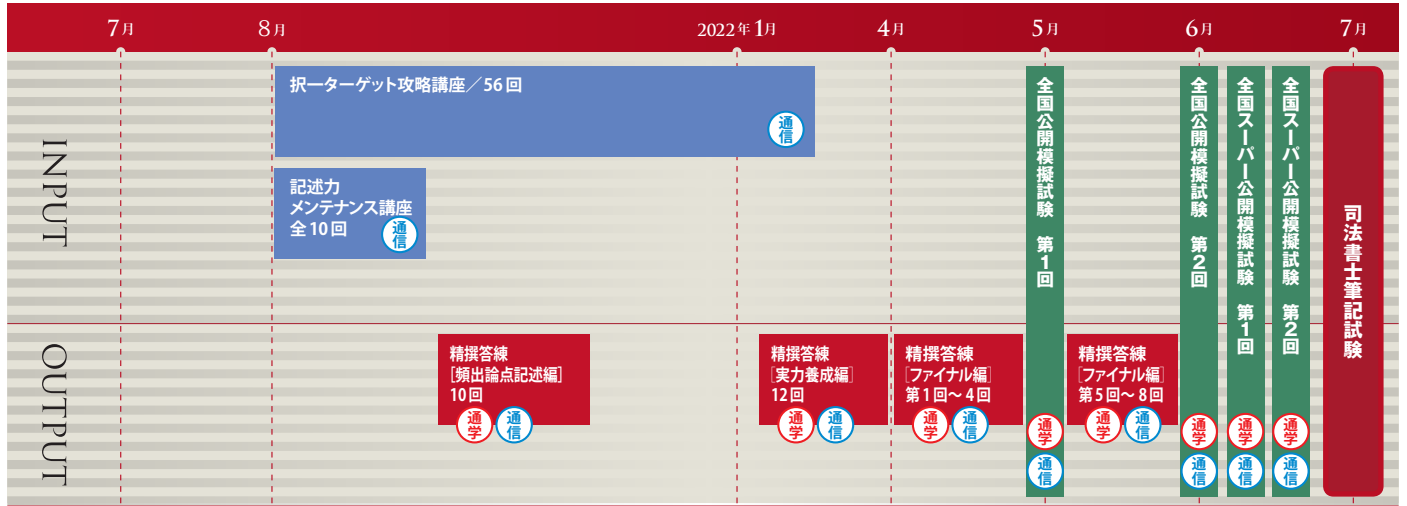 7月
8月
2022年1月
4月
5月
6月
7月
INPUT
択一ターゲット攻略講座／56回
通信
記述力
メンテナンス講座
全10回
通信
全国公開模擬試験 第1回
通学
通信
全国公開模擬試験 第2回
通学
通信
全国スーパー公開模擬試験 第1回
通学
通信
全国スーパー公開模擬試験 第2回
通学
通信
司法書士筆記試験
OUTPUT
精撰答練
[頻出論点記述編]
10回
通学
通信
精撰答練
[実力養成編]
12回
通学
通信
精撰答練
[ファイナル編]
第1回～4回
通学
通信
精撰答練
[ファイナル編]
第5回～8回
通学
通信